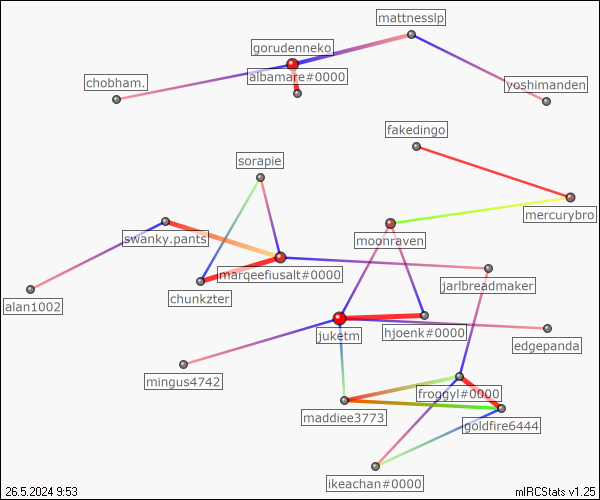 mattnesslp
gorudenneko
albamare#0000
chobham.
yoshimanden
fakedingo
sorapie
mercurybro
swanky.pants
moonraven
marqeefiusalt#0000
jarlbreadmaker
chunkzter
alan1002
juketm
hjoenk#0000
edgepanda
mingus4742
froggyl#0000
maddiee3773
goldfire6444
ikeachan#0000
26.5.2024 9:53
mIRCStats v1.25